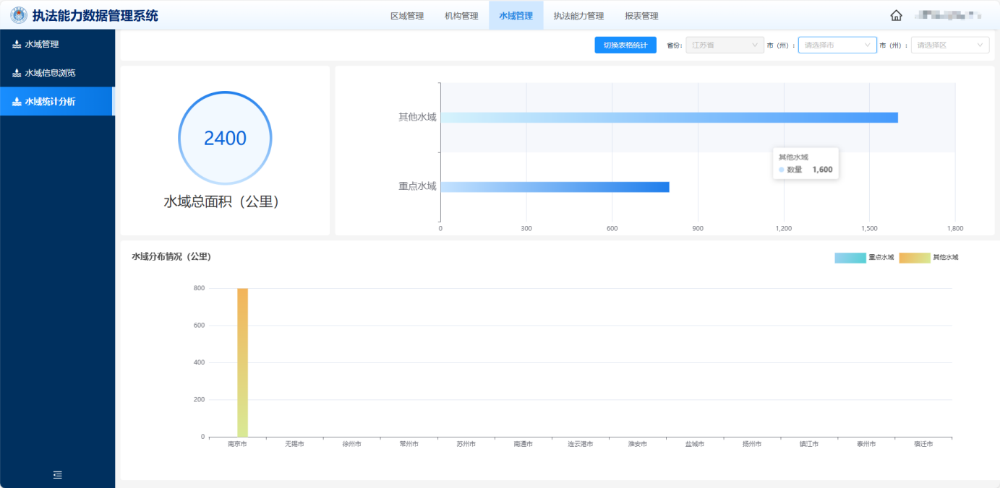 执法能力数据管理系统
区域管理 机构管理 水域管理 执法能力管理 报表管理
水域管理
水域信息浏览
水域统计分析
切换表格统计 省份: 江苏省 市（州）: 请选择市 市（州）: 请选择区
2400
水域总面积（公里）
其他水域
重点水域
其他水域
数量 1,600
0 300 600 900 1,200 1,500 1,800
水域分布情况（公里）
重点水域 其他水域
800
600
400
200
0
南京市 无锡市 徐州市 常州市 苏州市 南通市 连云港市 淮安市 盐城市 扬州市 镇江市 泰州市 宿迁市